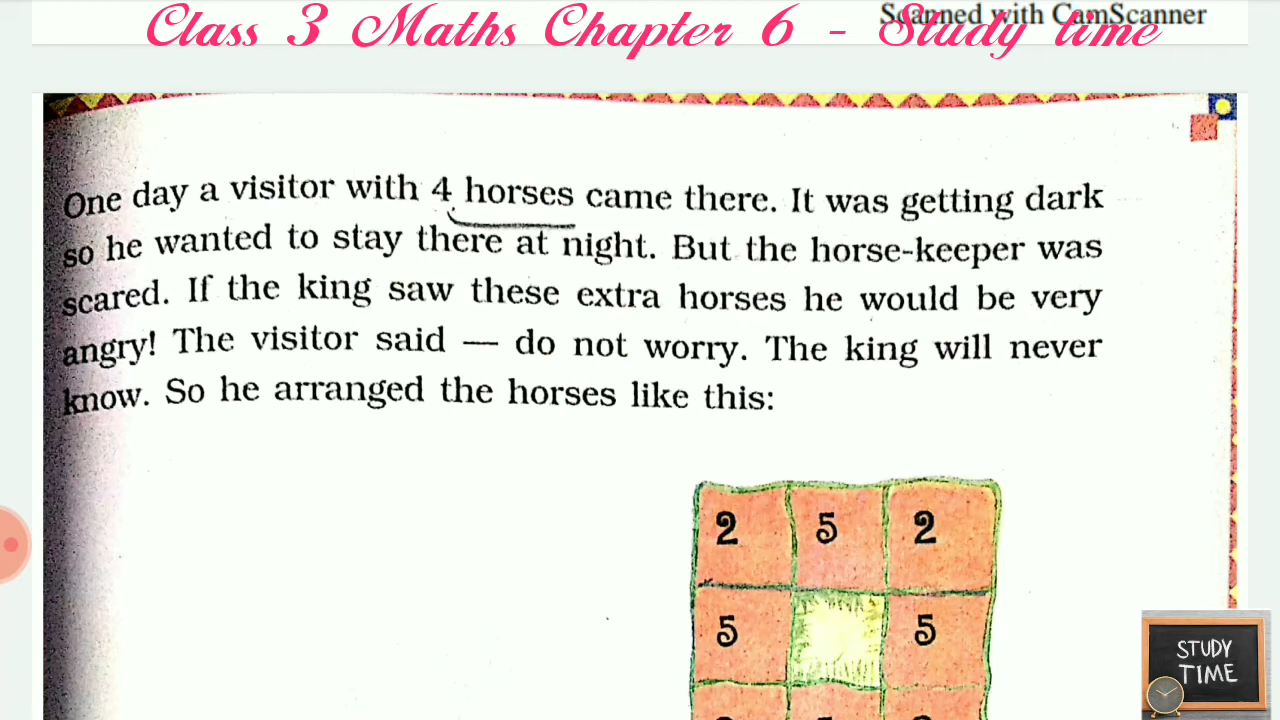 Scanned with CamScanner
Class 3 Maths Chapter 6 - Study time
One day a visitor with 4 horses came there. It was getting dark
so he wanted to stay there at night. But the horse-keeper was
scared. If the king saw these extra horses he would be very
angry! The visitor said — do not worry. The king will never
know. So he arranged the horses like this:
2 5 2
5 5
STUDY
TIME